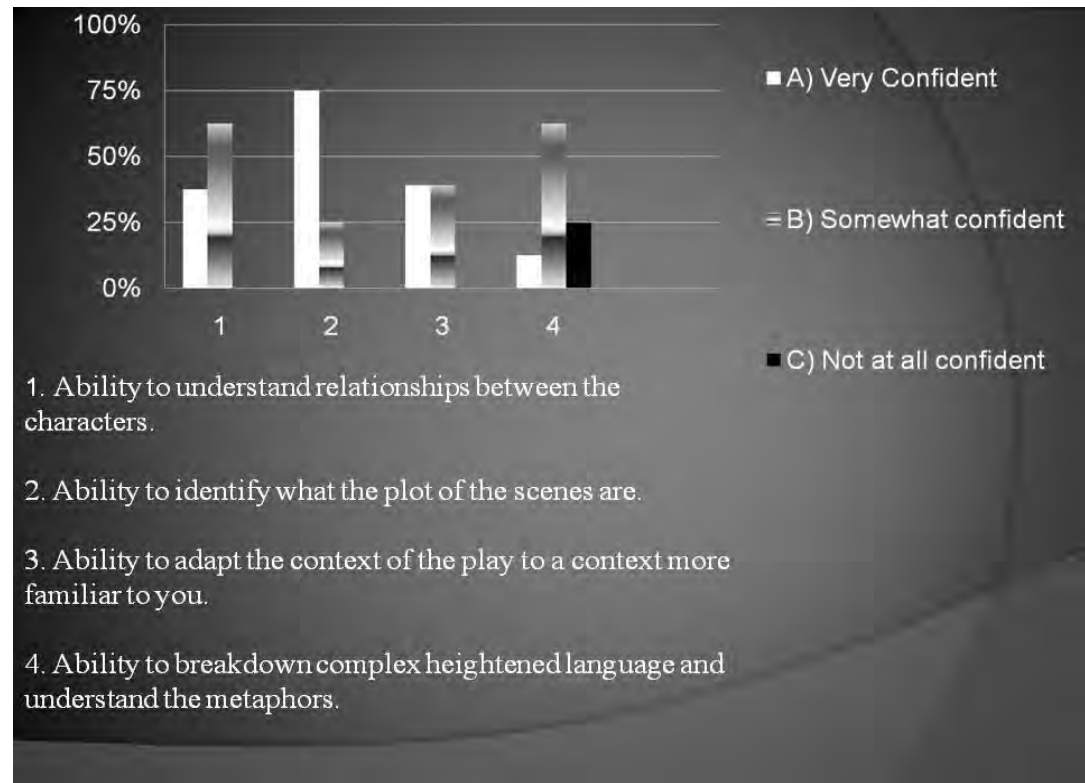 100%
75%
50%
25%
0%
1 2 3 4
A) Very Confident
B) Somewhat confident
C) Not at all confident
1. Ability to understand relationships between the
characters.
2. Ability to identify what the plot of the scenes are.
3. Ability to adapt the context of the play to a context more
familiar to you.
4. Ability to breakdown complex heightened language and
understand the metaphors.